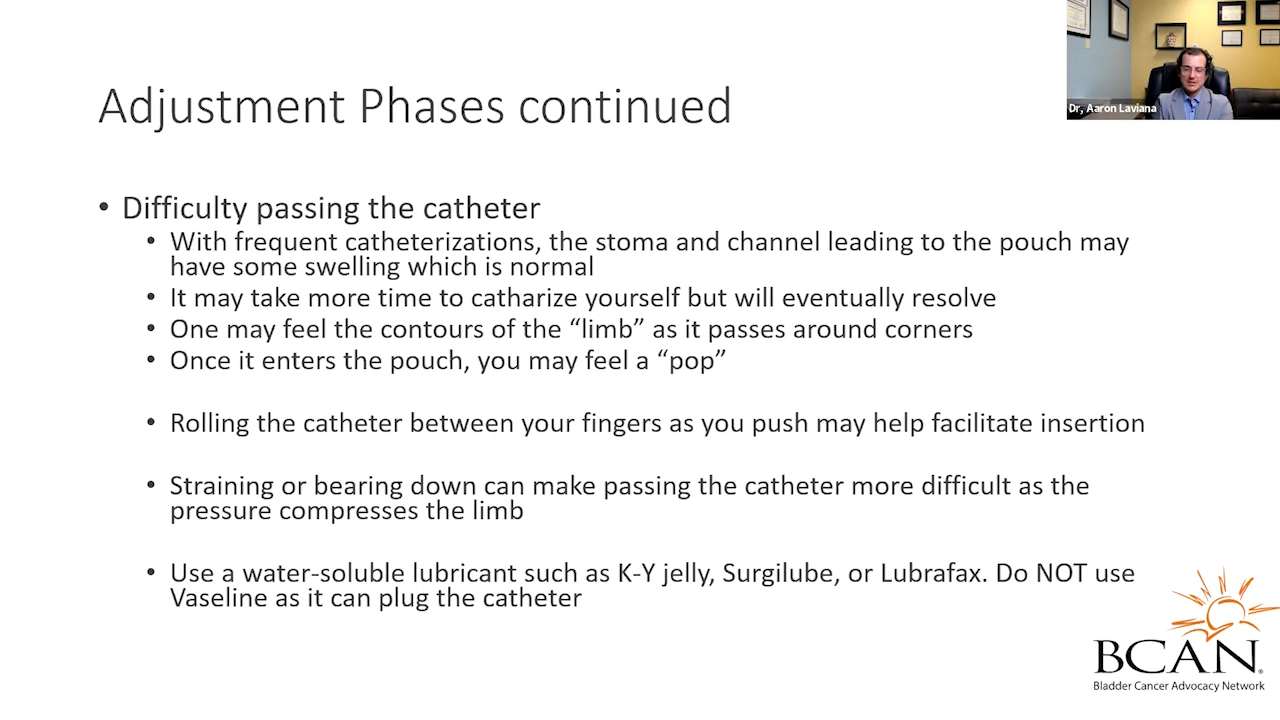 Dr, Aaron Laviana
Adjustment Phases continued
• Difficulty passing the catheter
• With frequent catheterizations, the stoma and channel leading to the pouch may
have some swelling which is normal
• It may take more time to catharize yourself but will eventually resolve
• One may feel the contours of the “limb” as it passes around corners
• Once it enters the pouch, you may feel a “pop”
• Rolling the catheter between your fingers as you push may help facilitate insertion
• Straining or bearing down can make passing the catheter more difficult as the
pressure compresses the limb
• Use a water-soluble lubricant such as K-Y jelly, Surgilube, or Lubrafax. Do NOT use
Vaseline as it can plug the catheter
BCAN®
Bladder Cancer Advocacy Network